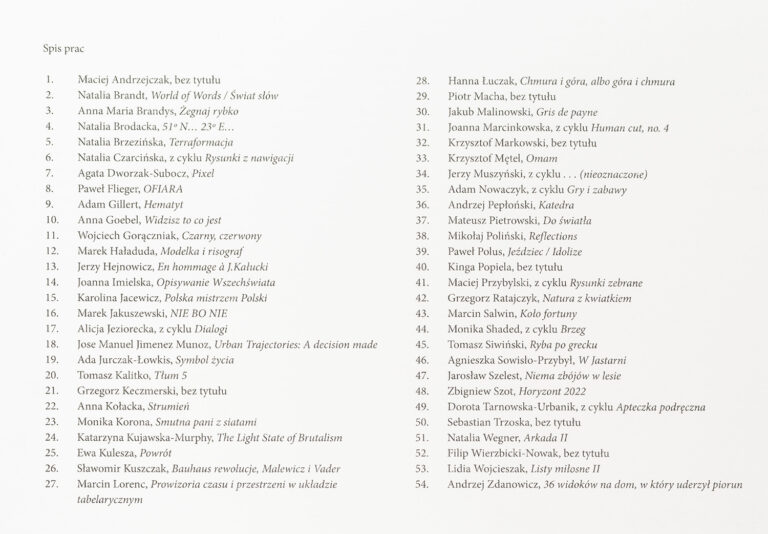 Spis prac
1. Maciej Andrzejczak, bez tytułu
2. Natalia Brandt, World of Words / Świat słów
3. Anna Maria Brandys, Żegnaj rybko
4. Natalia Brodacka, 51º N… 23º E…
5. Natalia Brzezińska, Terraformacja
6. Natalia Czarcińska, z cyklu Rysunki z nawigacji
7. Agata Dworzak-Subocz, Pixel
8. Paweł Flieger, OFIARA
9. Adam Gillert, Hematyt
10. Anna Goebel, Widzisz to co jest
11. Wojciech Gorączniak, Czarny, czerwony
12. Marek Haładuda, Modelka i risograf
13. Jerzy Hejnowicz, En hommage à J.Kałucki
14. Joanna Imielska, Opisywanie Wszechświata
15. Karolina Jacewicz, Polska mistrzem Polski
16. Marek Jakuszewski, NIE BO NIE
17. Alicja Jeziorecka, z cyklu Dialogi
18. Jose Manuel Jimenez Munoz, Urban Trajectories: A decision made
19. Ada Jurczak-Łowkis, Symbol życia
20. Tomasz Kalitko, Tłum 5
21. Grzegorz Keczmerski, bez tytułu
22. Anna Kołacka, Strumień
23. Monika Korona, Smutna pani z siatami
24. Katarzyna Kujawska-Murphy, The Light State of Brutalism
25. Ewa Kulesza, Powrót
26. Sławomir Kuszczak, Bauhaus rewolucje, Malewicz i Vader
27. Marcin Lorenc, Prowizoria czasu i przestrzeni w układzie
tabelarycznym
28. Hanna Łuczak, Chmura i góra, albo góra i chmura
29. Piotr Macha, bez tytułu
30. Jakub Malinowski, Gris de payne
31. Joanna Marcinkowska, z cyklu Human cut, no. 4
32. Krzysztof Markowski, bez tytułu
33. Krzysztof Mętel, Omam
34. Jerzy Muszyński, z cyklu . . . (nieoznaczone)
35. Adam Nowaczyk, z cyklu Gry i zabawy
36. Andrzej Pepłoński, Katedra
37. Mateusz Pietrowski, Do światła
38. Mikołaj Poliński, Reflections
39. Paweł Polus, Jeździec / Idolize
40. Kinga Popiela, bez tytułu
41. Maciej Przybylski, z cyklu Rysunki zebrane
42. Grzegorz Ratajczyk, Natura z kwiatkiem
43. Marcin Salwin, Koło fortuny
44. Monika Shaded, z cyklu Brzeg
45. Tomasz Siwiński, Ryba po grecku
46. Agnieszka Sowisło-Przybył, W Jastarni
47. Jarosław Szelest, Niema zbójów w lesie
48. Zbigniew Szot, Horyzont 2022
49. Dorota Tarnowska-Urbanik, z cyklu Apteczka podręczna
50. Sebastian Trzoska, bez tytułu
51. Natalia Wegner, Arkada II
52. Filip Wierzbicki-Nowak, bez tytułu
53. Lidia Wojcieszak, Listy miłosne II
54. Andrzej Zdanowicz, 36 widoków na dom, w który uderzył piorun